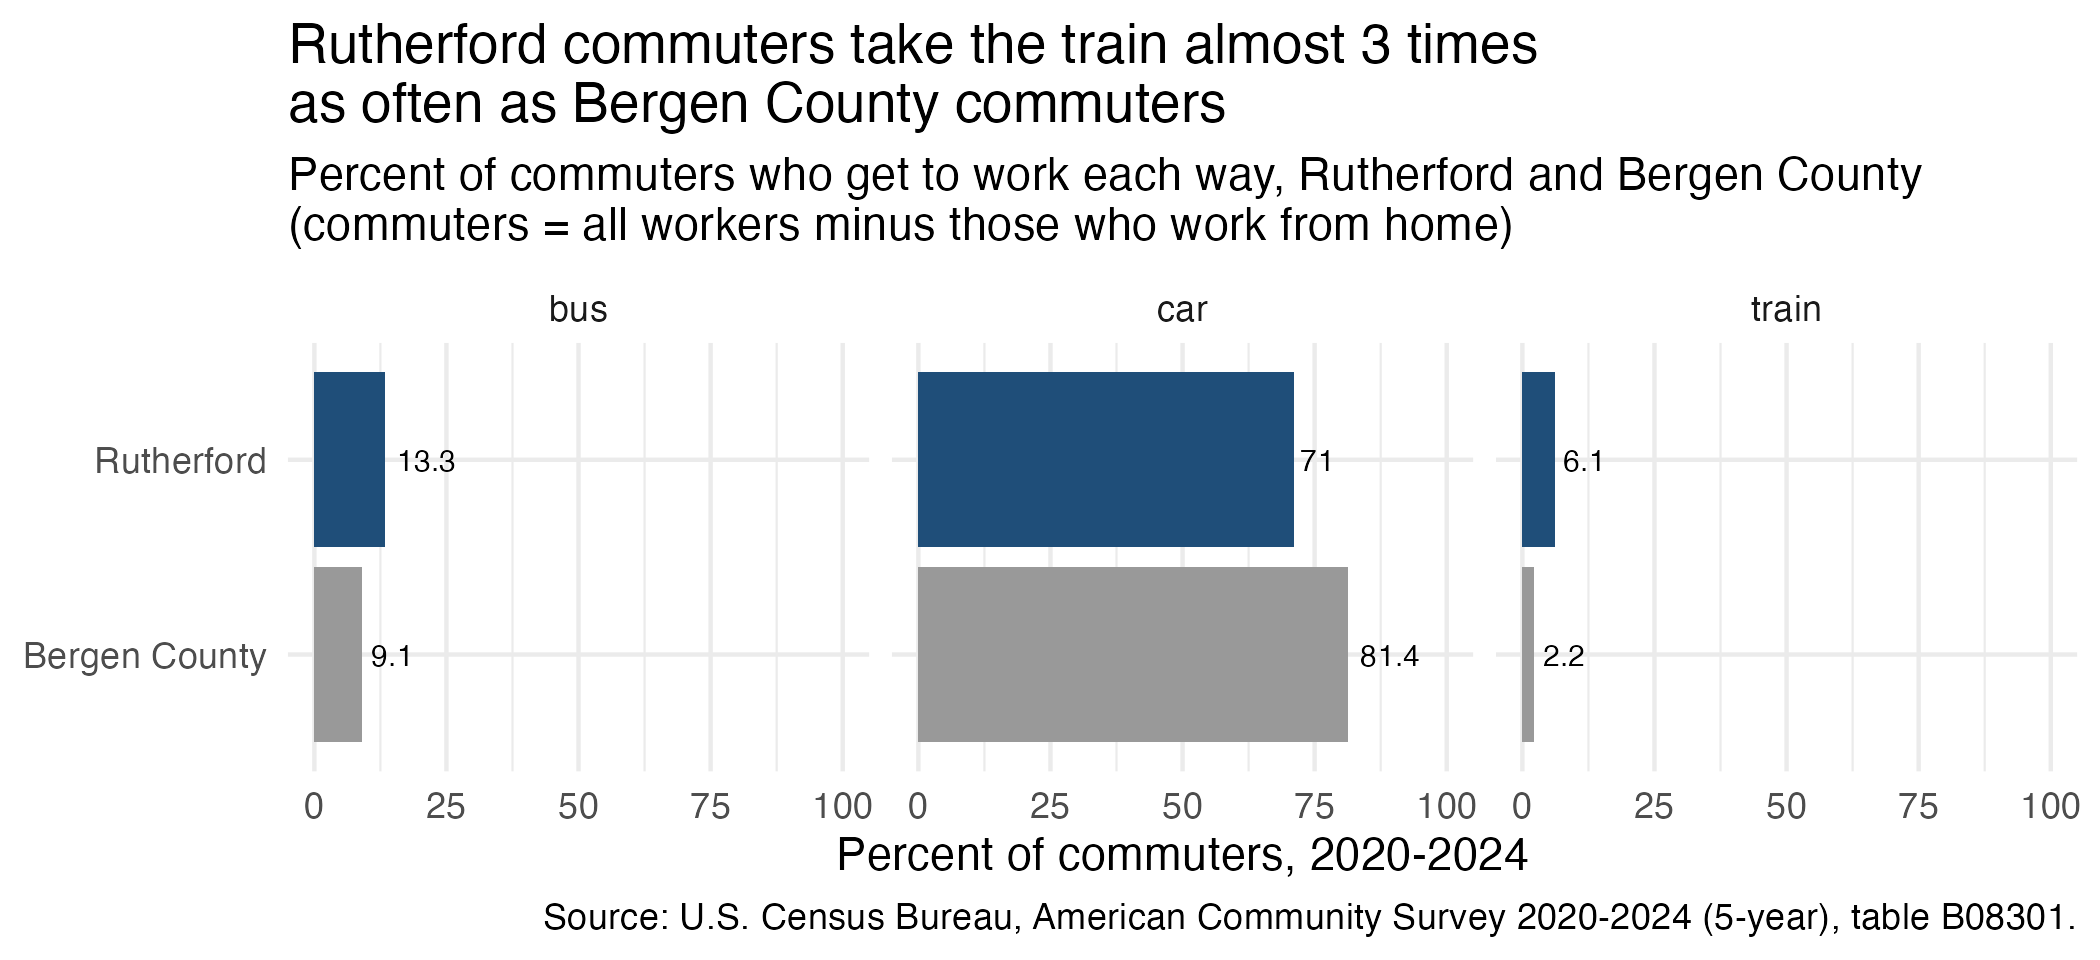 Rutherford commuters take the train almost 3 times
as often as Bergen County commuters
Percent of commuters who get to work each way, Rutherford and Bergen County
(commuters = all workers minus those who work from home)
bus car train
Rutherford 13.3 71 6.1
Bergen County 9.1 81.4 2.2
0 25 50 75 100 0 25 50 75 100 0 25 50 75 100
Percent of commuters, 2020-2024
Source: U.S. Census Bureau, American Community Survey 2020-2024 (5-year), table B08301.